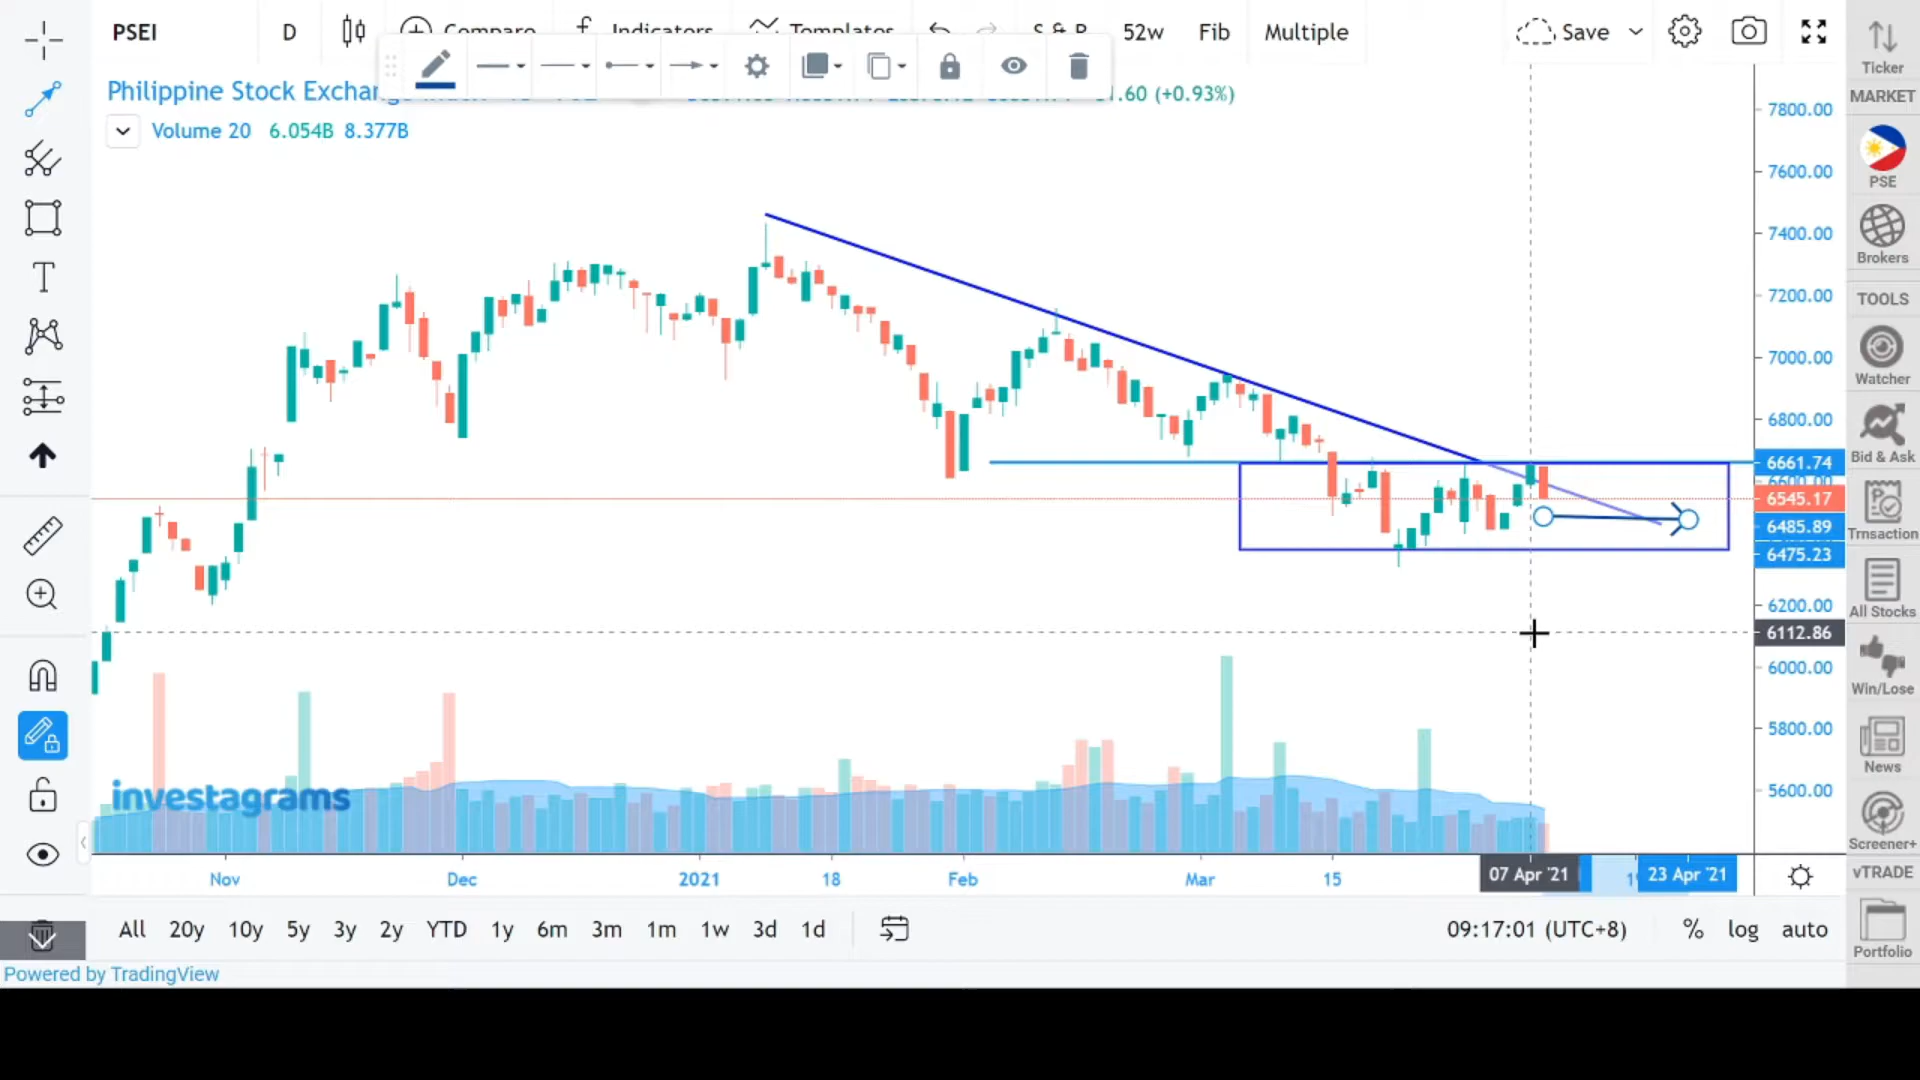 PSEI D Compare Indicators Templates S & R 52w Fib Multiple Save
Philippine Stock Exchange .60 (+0.93%)
Volume 20 6.054B 8.377B
7800.00
7600.00
7400.00
7200.00
7000.00
6800.00
6661.74
6600.00
6545.17
6485.89
6475.23
6200.00
6112.86
6000.00
5800.00
5600.00
investagrams
Nov Dec 2021 18 Feb Mar 15 07 Apr '21 23 Apr '21
All 20y 10y 5y 3y 2y YTD 1y 6m 3m 1m 1w 3d 1d 09:17:01 (UTC+8) % log auto
Powered by TradingView
Ticker
MARKET
PSE
Brokers
TOOLS
Watcher
Bid & Ask
Trnsaction
All Stocks
Win/Lose
News
Screener+
vTRADE
Portfolio